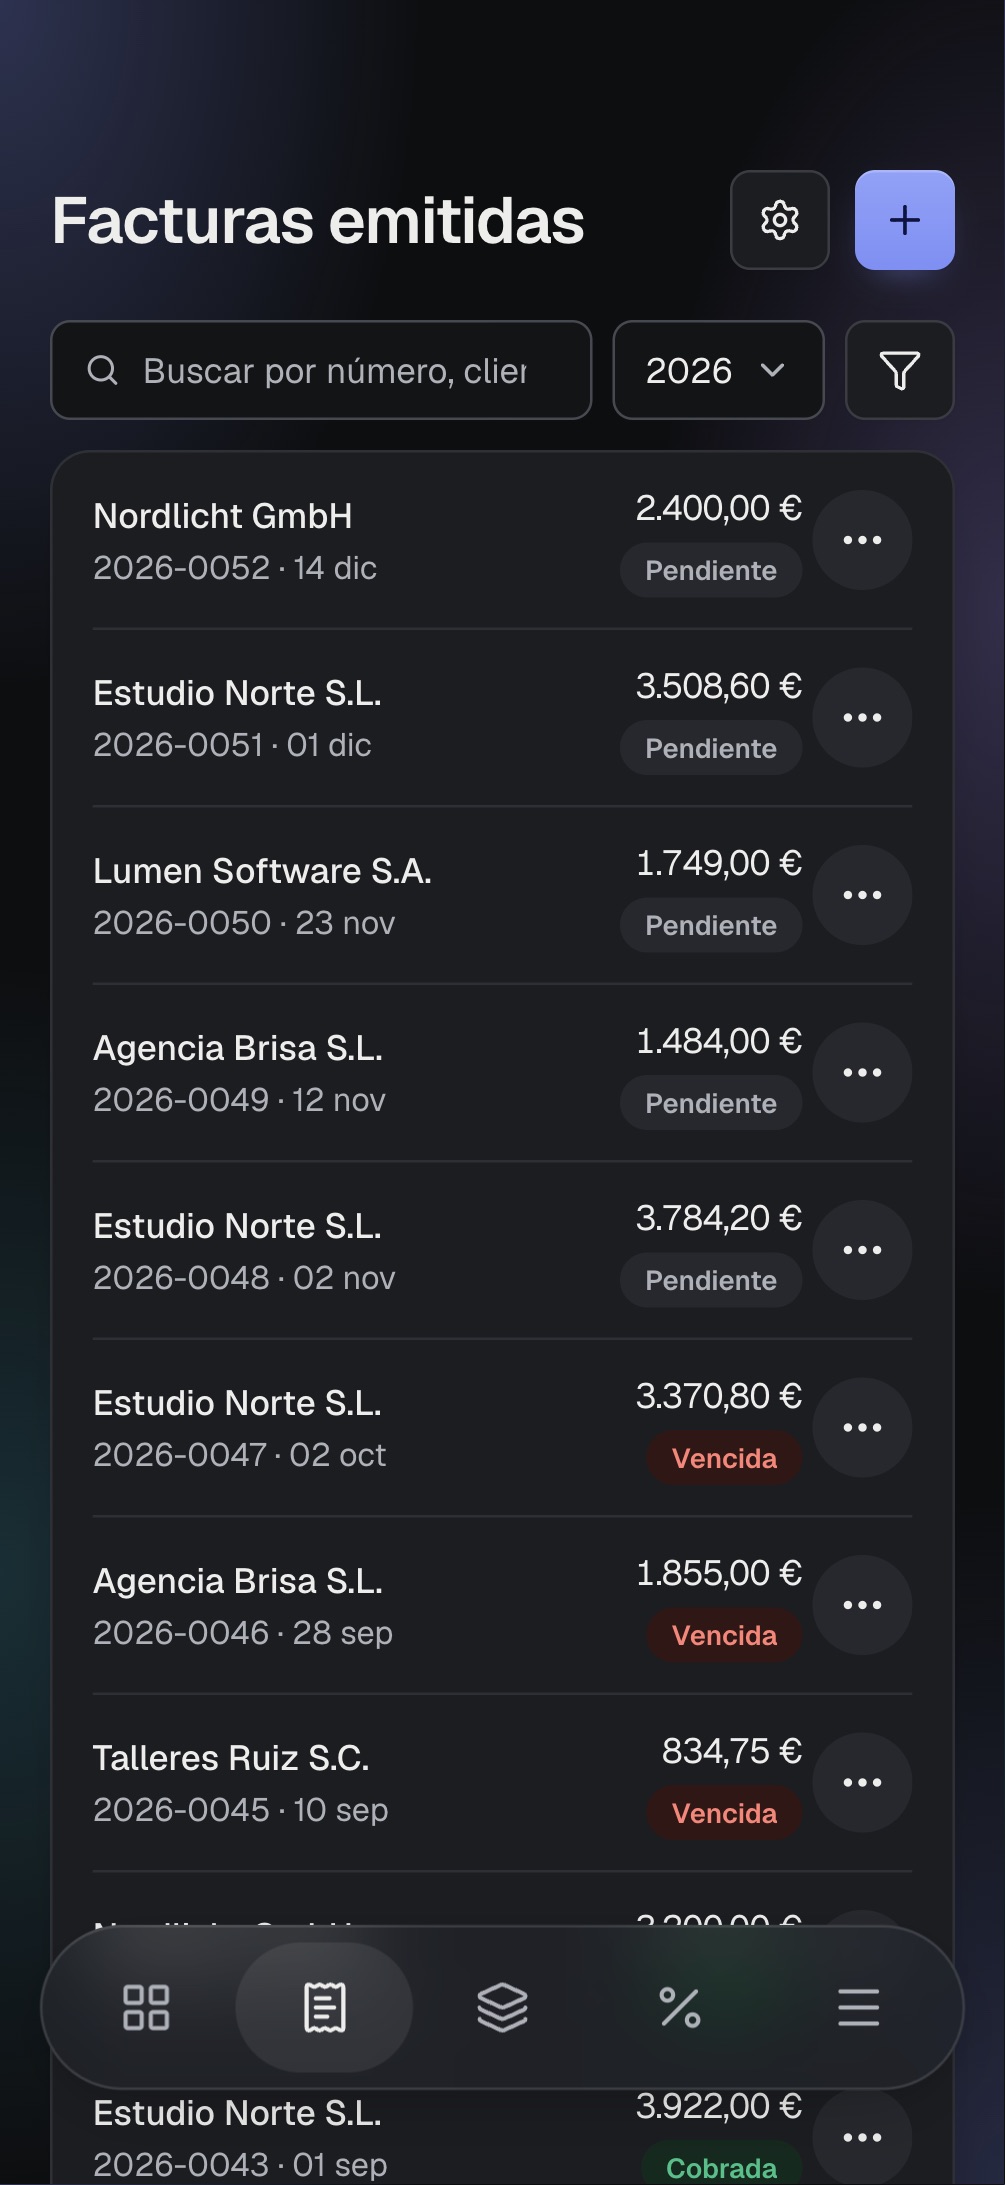 Facturas emitidas
Buscar por número, clier
2026
Nordlicht GmbH
2.400,00 €
2026-0052 · 14 dic
Pendiente
Estudio Norte S.L.
3.508,60 €
2026-0051 · 01 dic
Pendiente
Lumen Software S.A.
1.749,00 €
2026-0050 · 23 nov
Pendiente
Agencia Brisa S.L.
1.484,00 €
2026-0049 · 12 nov
Pendiente
Estudio Norte S.L.
3.784,20 €
2026-0048 · 02 nov
Pendiente
Estudio Norte S.L.
3.370,80 €
2026-0047 · 02 oct
Vencida
Agencia Brisa S.L.
1.855,00 €
2026-0046 · 28 sep
Vencida
Talleres Ruiz S.C.
834,75 €
2026-0045 · 10 sep
Vencida
Estudio Norte S.L.
3.922,00 €
2026-0043 · 01 sep
Cobrada